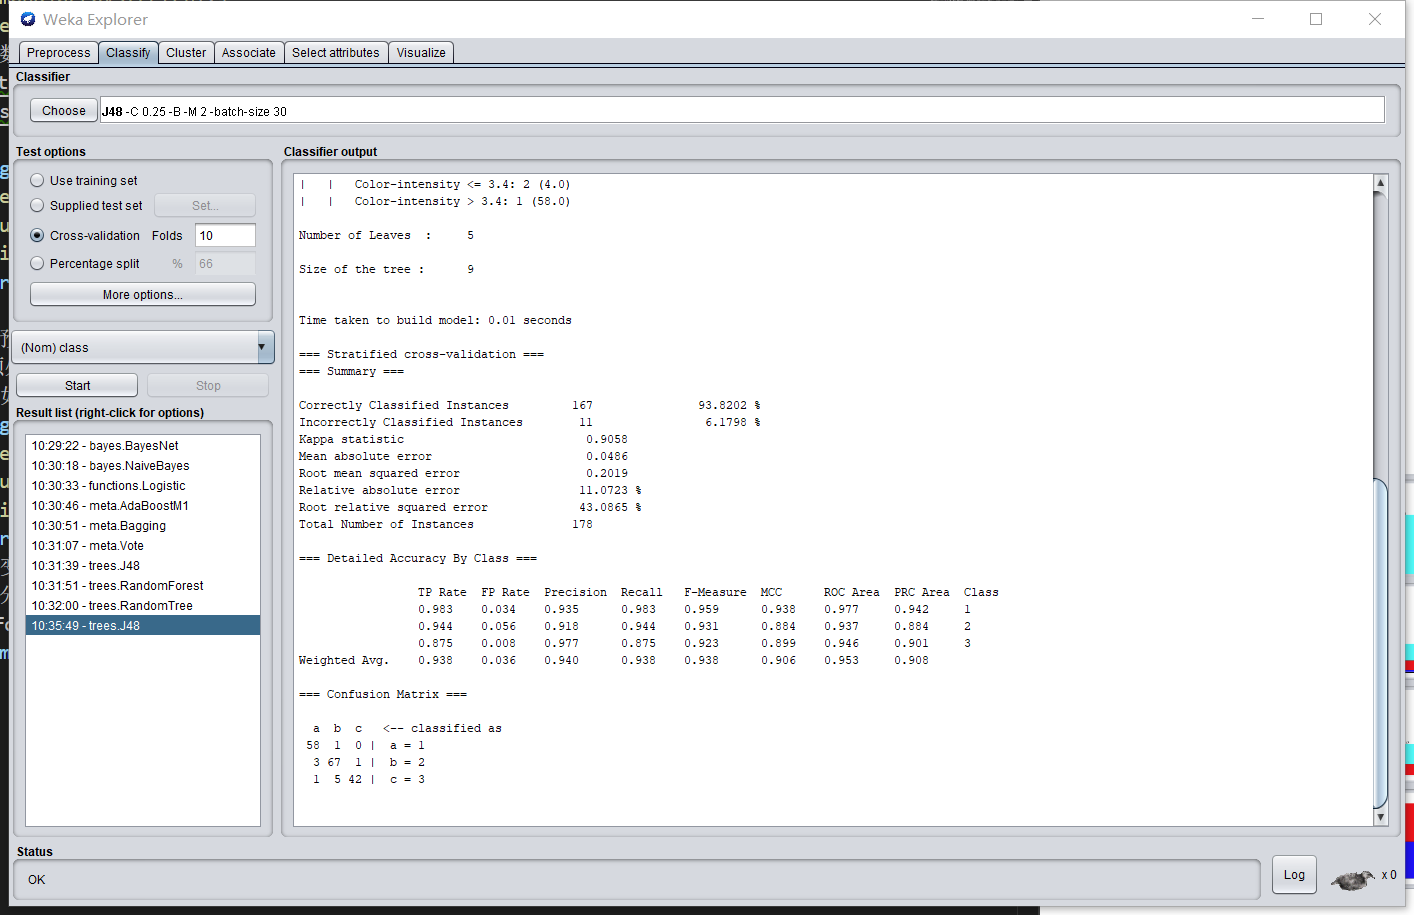 Weka Explorer
Preprocess Classify Cluster Associate Select attributes Visualize
Classifier
Choose J48 -C 0.25 -B -M 2 -batch-size 30
Test options
Use training set
Supplied test set Set...
Cross-validation Folds 10
Percentage split % 66
More options...
(Nom) class
Start Stop
Result list (right-click for options)
10:29:22 - bayes.BayesNet
10:30:18 - bayes.NaiveBayes
10:30:33 - functions.Logistic
10:30:46 - meta.AdaBoostM1
10:30:51 - meta.Bagging
10:31:07 - meta.Vote
10:31:39 - trees.J48
10:31:51 - trees.RandomForest
10:32:00 - trees.RandomTree
10:35:49 - trees.J48
Classifier output
| | Color-intensity <= 3.4: 2 (4.0)
| | Color-intensity > 3.4: 1 (58.0)
Number of Leaves : 5
Size of the tree : 9
Time taken to build model: 0.01 seconds
=== Stratified cross-validation ===
=== Summary ===
Correctly Classified Instances 167 93.8202 %
Incorrectly Classified Instances 11 6.1798 %
Kappa statistic 0.9058
Mean absolute error 0.0486
Root mean squared error 0.2019
Relative absolute error 11.0723 %
Root relative squared error 43.0865 %
Total Number of Instances 178
=== Detailed Accuracy By Class ===
TP Rate FP Rate Precision Recall F-Measure MCC ROC Area PRC Area Class
0.983 0.034 0.935 0.983 0.959 0.938 0.977 0.942 1
0.944 0.056 0.918 0.944 0.931 0.884 0.937 0.884 2
0.875 0.008 0.977 0.875 0.923 0.899 0.946 0.901 3
Weighted Avg. 0.938 0.036 0.940 0.938 0.938 0.906 0.953 0.908
=== Confusion Matrix ===
a b c <-- classified as
58 1 0 | a = 1
3 67 1 | b = 2
1 5 42 | c = 3
Status
OK
Log
x 0